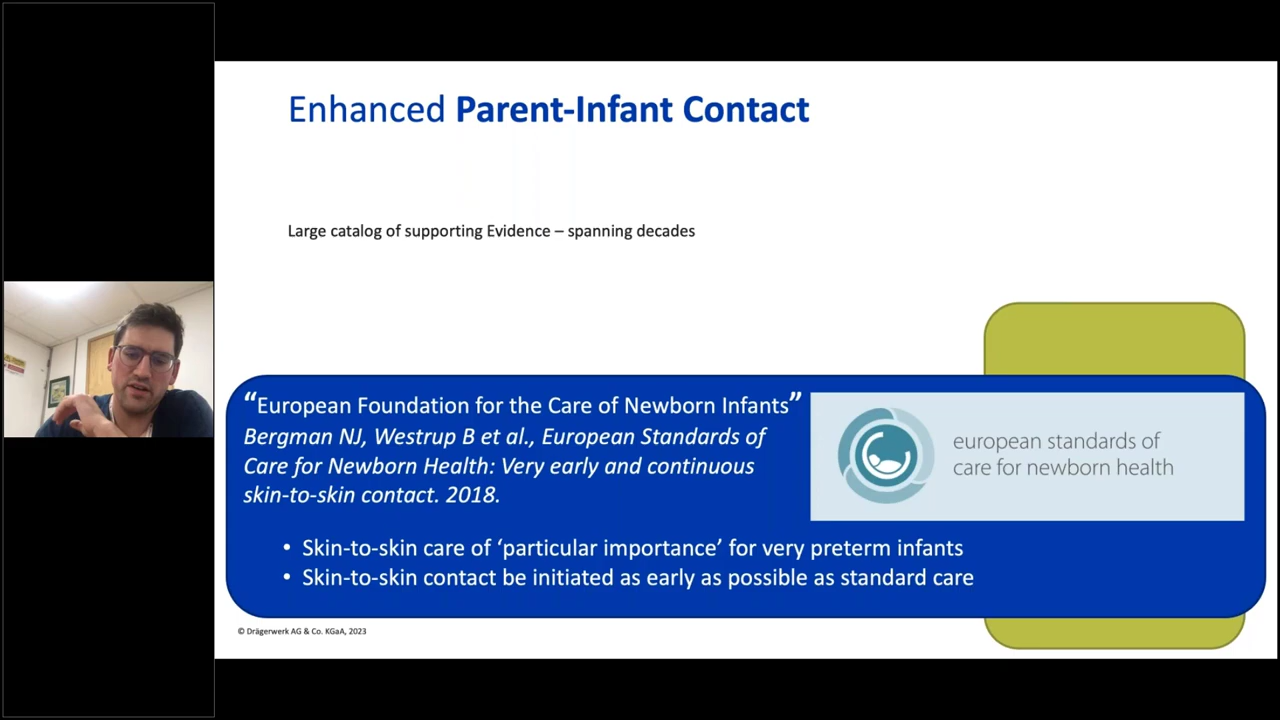 Enhanced Parent-Infant Contact
Large catalog of supporting Evidence – spanning decades
“European Foundation for the Care of Newborn Infants”
Bergman NJ, Westrup B et al., European Standards of
Care for Newborn Health: Very early and continuous
skin-to-skin contact. 2018.
european standards of
care for newborn health
• Skin-to-skin care of ‘particular importance’ for very preterm infants
• Skin-to-skin contact be initiated as early as possible as standard care
© Drägerwerk AG & Co. KGaA, 2023